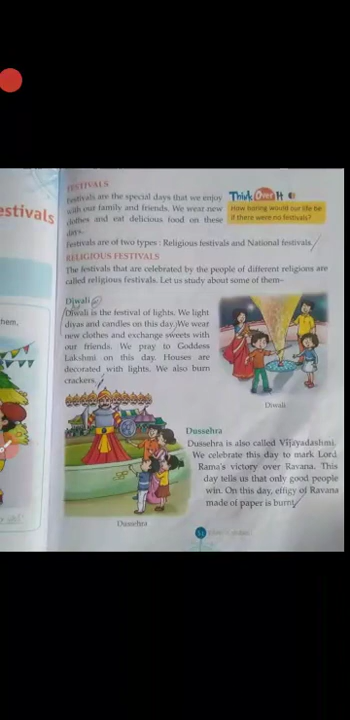 estivals
hem,
FESTIVALS
Festivals are the special days that we enjoy
with our family and friends. We wear new
clothes and eat delicious food on these
days.
Think Over It
How boring would our life be
if there were no festivals?
Festivals are of two types : Religious festivals and National festivals.
RELIGIOUS FESTIVALS
The festivals that are celebrated by the people of different religions are
called religious festivals. Let us study about some of them–
Diwali
Diwali is the festival of lights. We light
diyas and candles on this day. We wear
new clothes and exchange sweets with
our friends. We pray to Goddess
Lakshmi on this day. Houses are
decorated with lights. We also burn
crackers.
Diwali
Dussehra
Dussehra is also called Vijayadashmi.
We celebrate this day to mark Lord
Rama's victory over Ravana. This
day tells us that only good people
win. On this day, effigy of Ravana
made of paper is burnt.
Dussehra